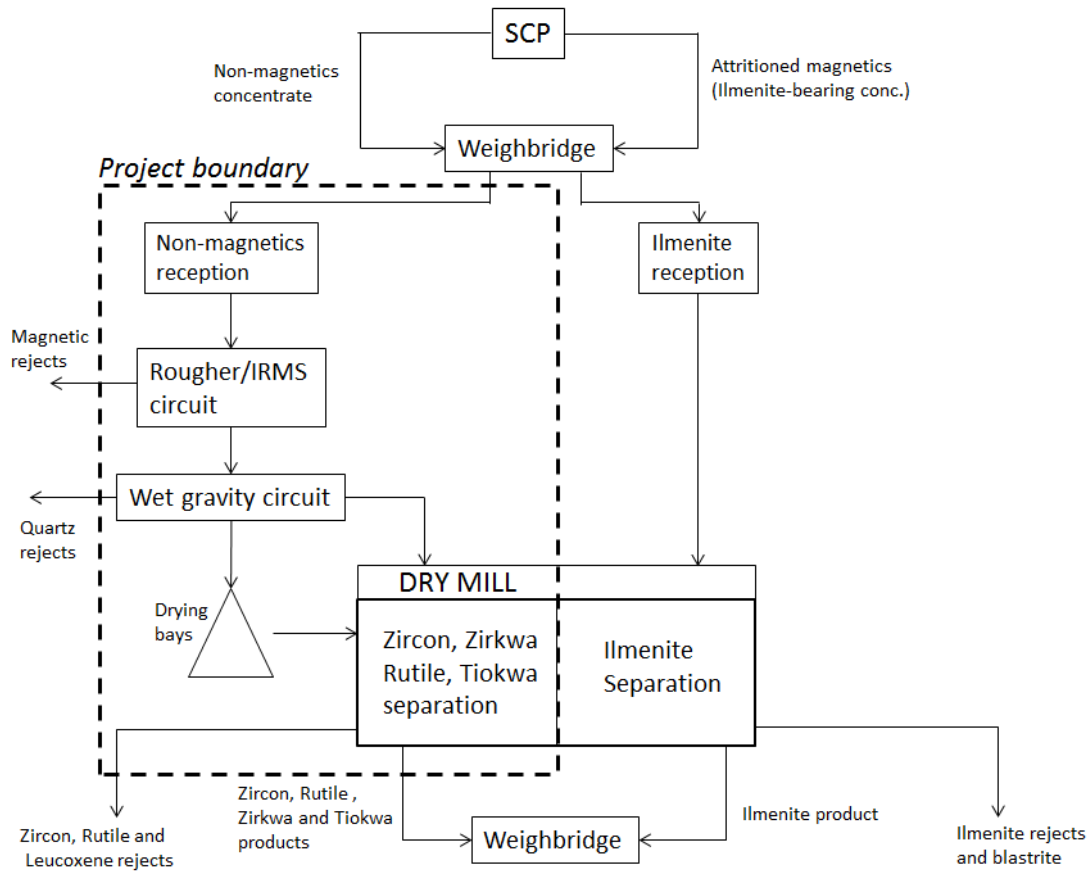 SCP
Non-magnetics
concentrate
Attritioned magnetics
(Ilmenite-bearing conc.)
Weighbridge
Project boundary
Non-magnetics
reception
Ilmenite
reception
Magnetic
rejects
Rougher/IRMS
circuit
Wet gravity circuit
Quartz
rejects
DRY MILL
Drying
bays
Zircon, Zirkwa
Rutile, Tiokwa
separation
Ilmenite
Separation
Zircon, Rutile ,
Zirkwa and Tiokwa
products
Ilmenite product
Zircon, Rutile and
Leucoxene rejects
Weighbridge
Ilmenite rejects
and blastrite